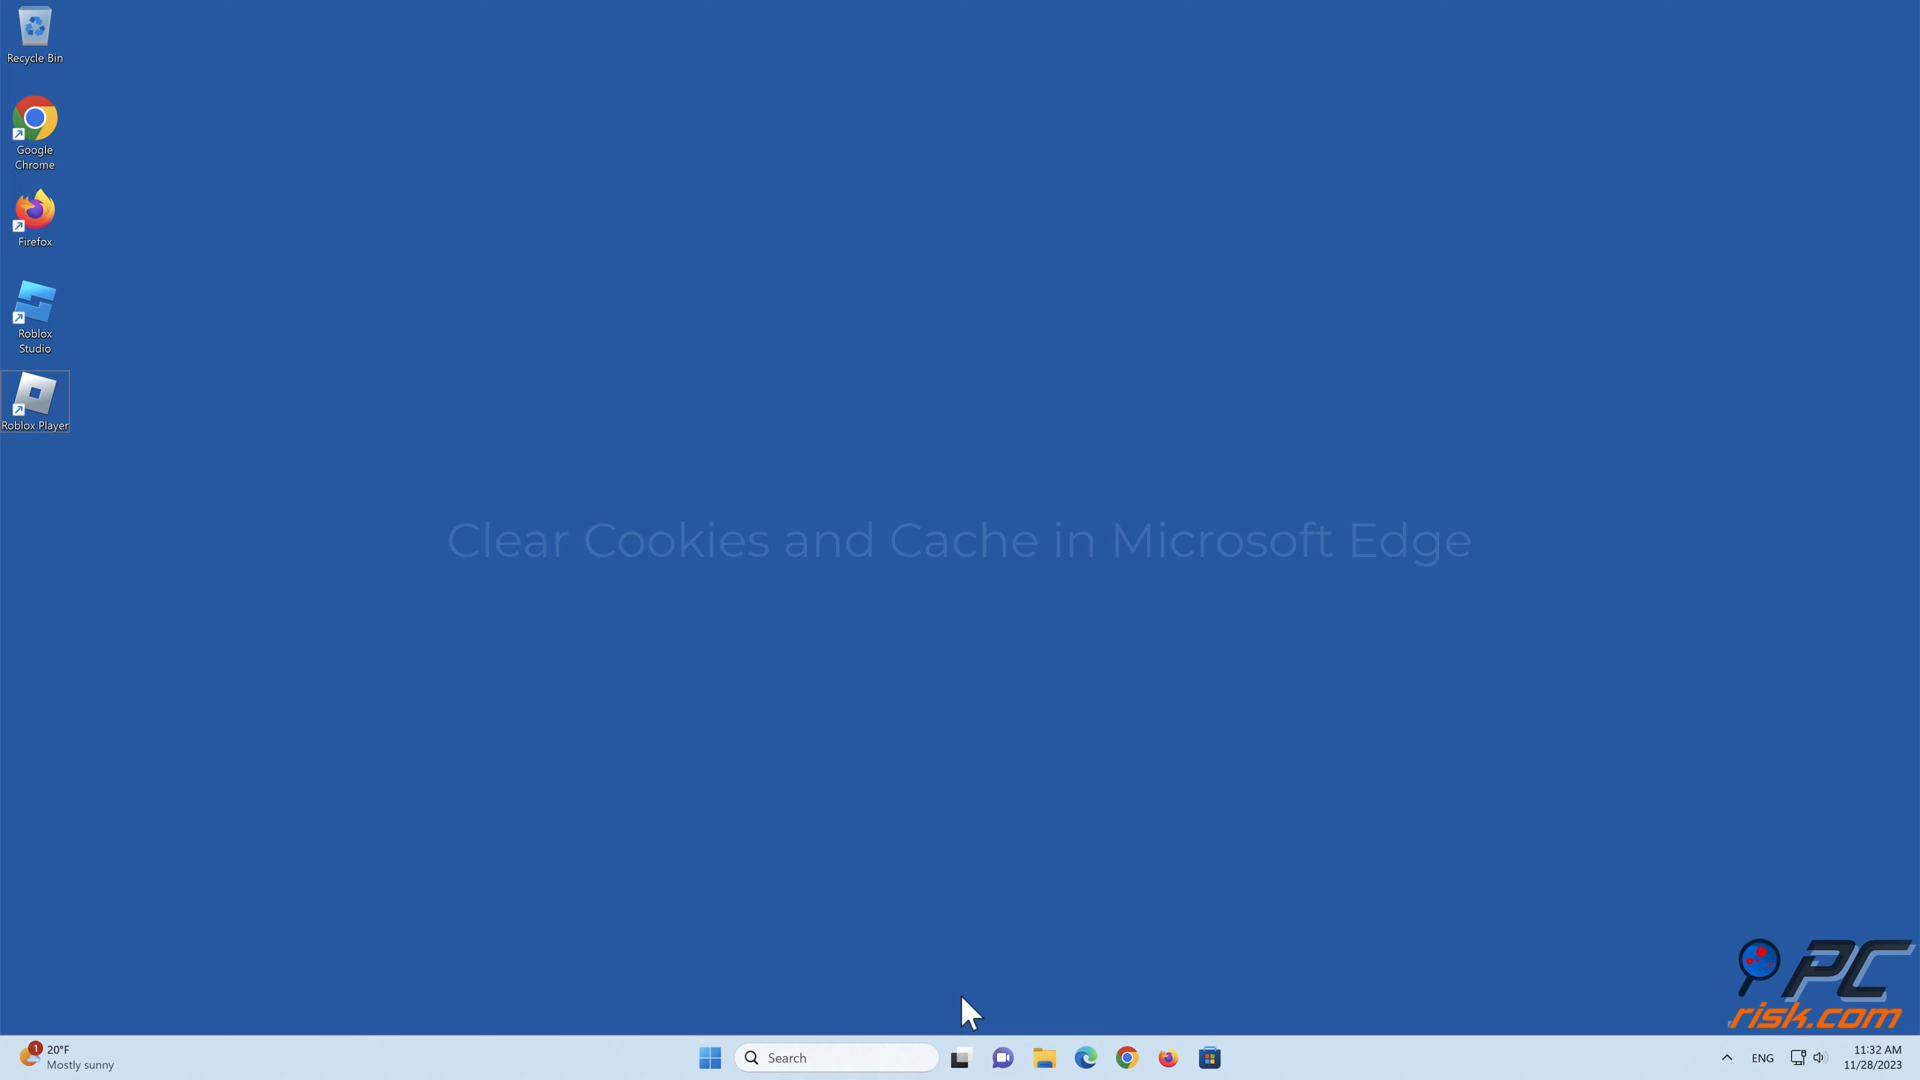 Recycle Bin
Google
Chrome
Firefox
Roblox
Studio
Roblox Player
Clear Cookies and Cache in Microsoft Edge
PC
risk.com
1
20°F
Mostly sunny
Search
ENG
11:32 AM
11/28/2023